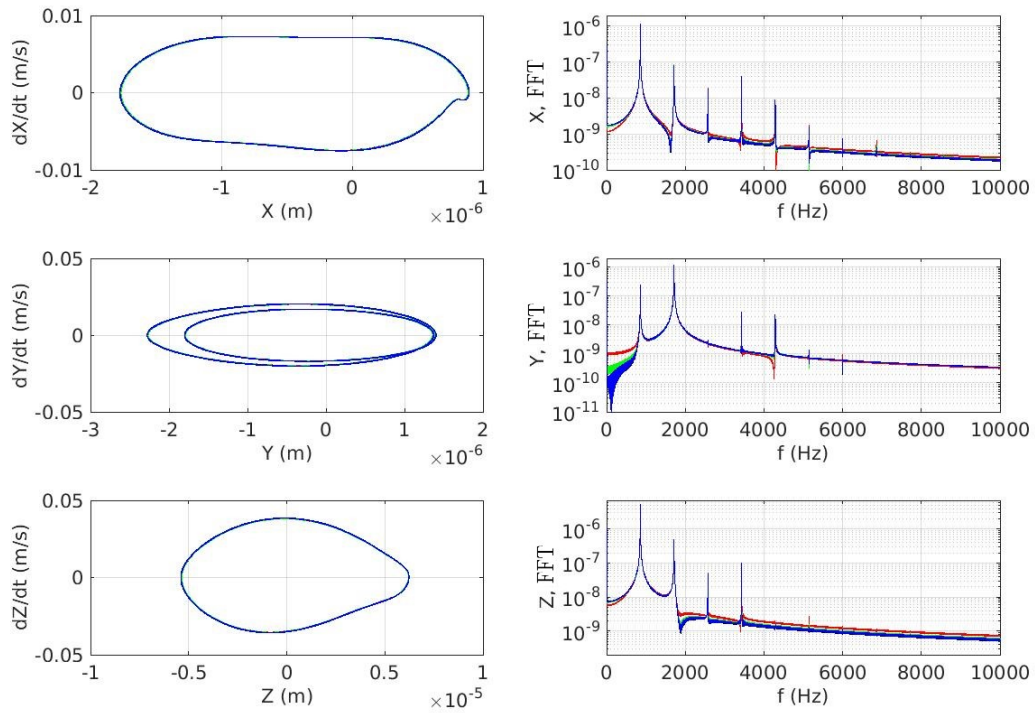 0.01
0
-0.01
dX/dt (m/s)
-2 -1 0 1
X (m) ×10-6
10-6
10-7
10-8
10-9
10-10
X, FFT
0 2000 4000 6000 8000 10000
f (Hz)
0.05
0
-0.05
dY/dt (m/s)
-3 -2 -1 0 1 2
Y (m) ×10-6
10-6
10-7
10-8
10-9
10-10
10-11
Y, FFT
0 2000 4000 6000 8000 10000
f (Hz)
0.05
0
-0.05
dZ/dt (m/s)
-1 -0.5 0 0.5 1
Z (m) ×10-5
10-6
10-7
10-8
10-9
Z, FFT
0 2000 4000 6000 8000 10000
f (Hz)